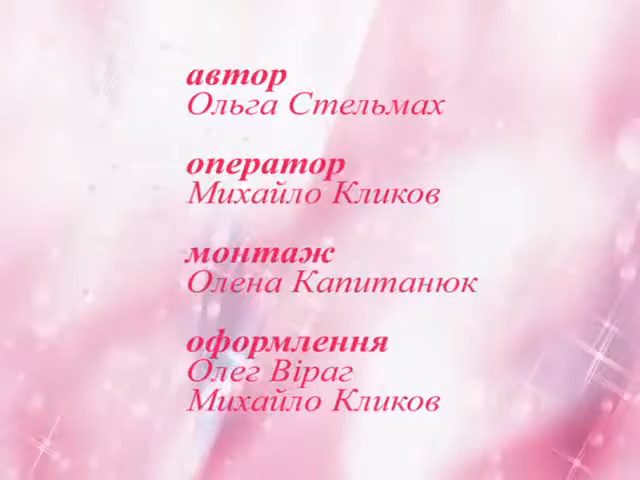 автор
Ольга Стельмах
оператор
Михайло Кликов
монтаж
Олена Капитанюк
оформлення
Олег Віраг
Михайло Кликов